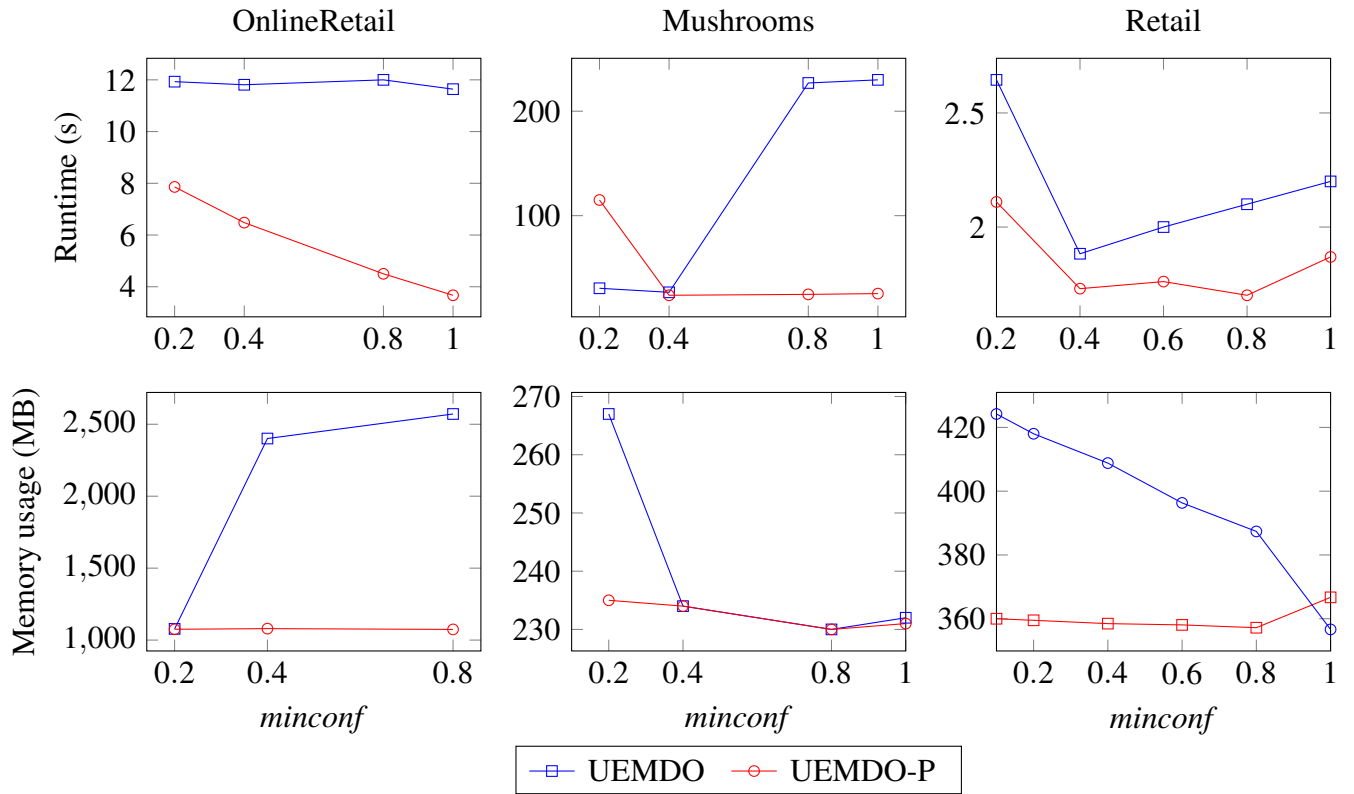 OnlineRetail
Mushrooms
Retail
Runtime (s)
12
10
8
6
4
0.2 0.4 0.8 1
200
100
0.2 0.4 0.8 1
2.5
2
0.2 0.4 0.6 0.8 1
Memory usage (MB)
2,500
2,000
1,500
1,000
0.2 0.4 0.8
minconf
270
260
250
240
230
0.2 0.4 0.8 1
minconf
420
400
380
360
0.2 0.4 0.6 0.8 1
minconf
UEMDO UEMDO-P